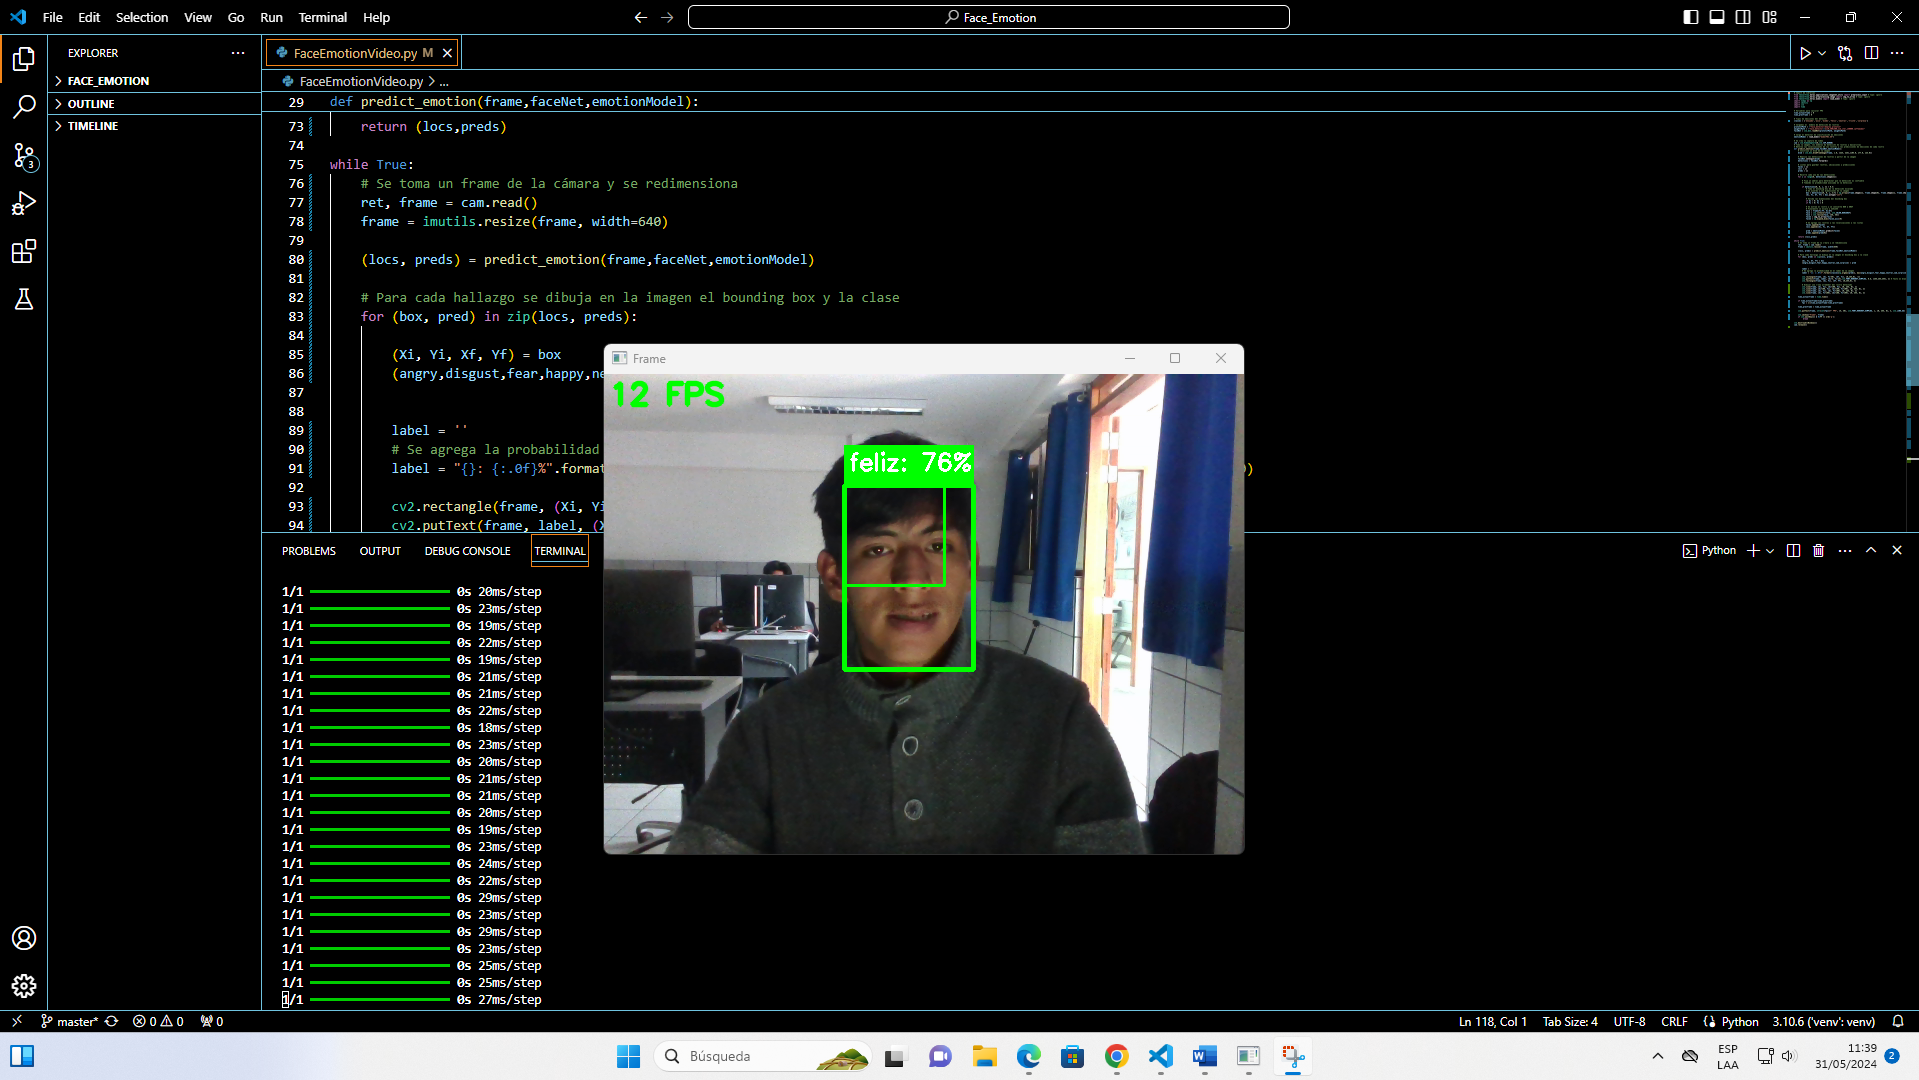 File Edit Selection View Go Run Terminal Help
Face_Emotion
EXPLORER
FACE_EMOTION
OUTLINE
TIMELINE
3
FaceEmotionVideo.py M
FaceEmotionVideo.py > ...
29 def predict_emotion(frame,faceNet,emotionModel):
73 return (locs,preds)
74
75 while True:
76 # Se toma un frame de la cámara y se redimensiona
77 ret, frame = cam.read()
78 frame = imutils.resize(frame, width=640)
79
80 (locs, preds) = predict_emotion(frame,faceNet,emotionModel)
81
82 # Para cada hallazgo se dibuja en la imagen el bounding box y la clase
83 for (box, pred) in zip(locs, preds):
84
85 (Xi, Yi, Xf, Yf) = box
86 (angry,disgust,fear,happy,ne
87
88
89 label = ''
90 # Se agrega la probabilidad
91 label = "{}: {:.0f}%".format )
92
93 cv2.rectangle(frame, (Xi, Yi
94 cv2.putText(frame, label, (X
Frame
12 FPS
feliz: 76%
PROBLEMS OUTPUT DEBUG CONSOLE TERMINAL
Python
1/1 0s 20ms/step
1/1 0s 23ms/step
1/1 0s 19ms/step
1/1 0s 22ms/step
1/1 0s 19ms/step
1/1 0s 21ms/step
1/1 0s 21ms/step
1/1 0s 22ms/step
1/1 0s 18ms/step
1/1 0s 23ms/step
1/1 0s 20ms/step
1/1 0s 21ms/step
1/1 0s 21ms/step
1/1 0s 20ms/step
1/1 0s 19ms/step
1/1 0s 23ms/step
1/1 0s 24ms/step
1/1 0s 22ms/step
1/1 0s 29ms/step
1/1 0s 23ms/step
1/1 0s 29ms/step
1/1 0s 23ms/step
1/1 0s 25ms/step
1/1 0s 25ms/step
1/1 0s 27ms/step
master* 0 0 0
Ln 118, Col 1 Tab Size: 4 UTF-8 CRLF Python 3.10.6 ('venv': venv)
Búsqueda
ESP
LAA
11:39
31/05/2024
2